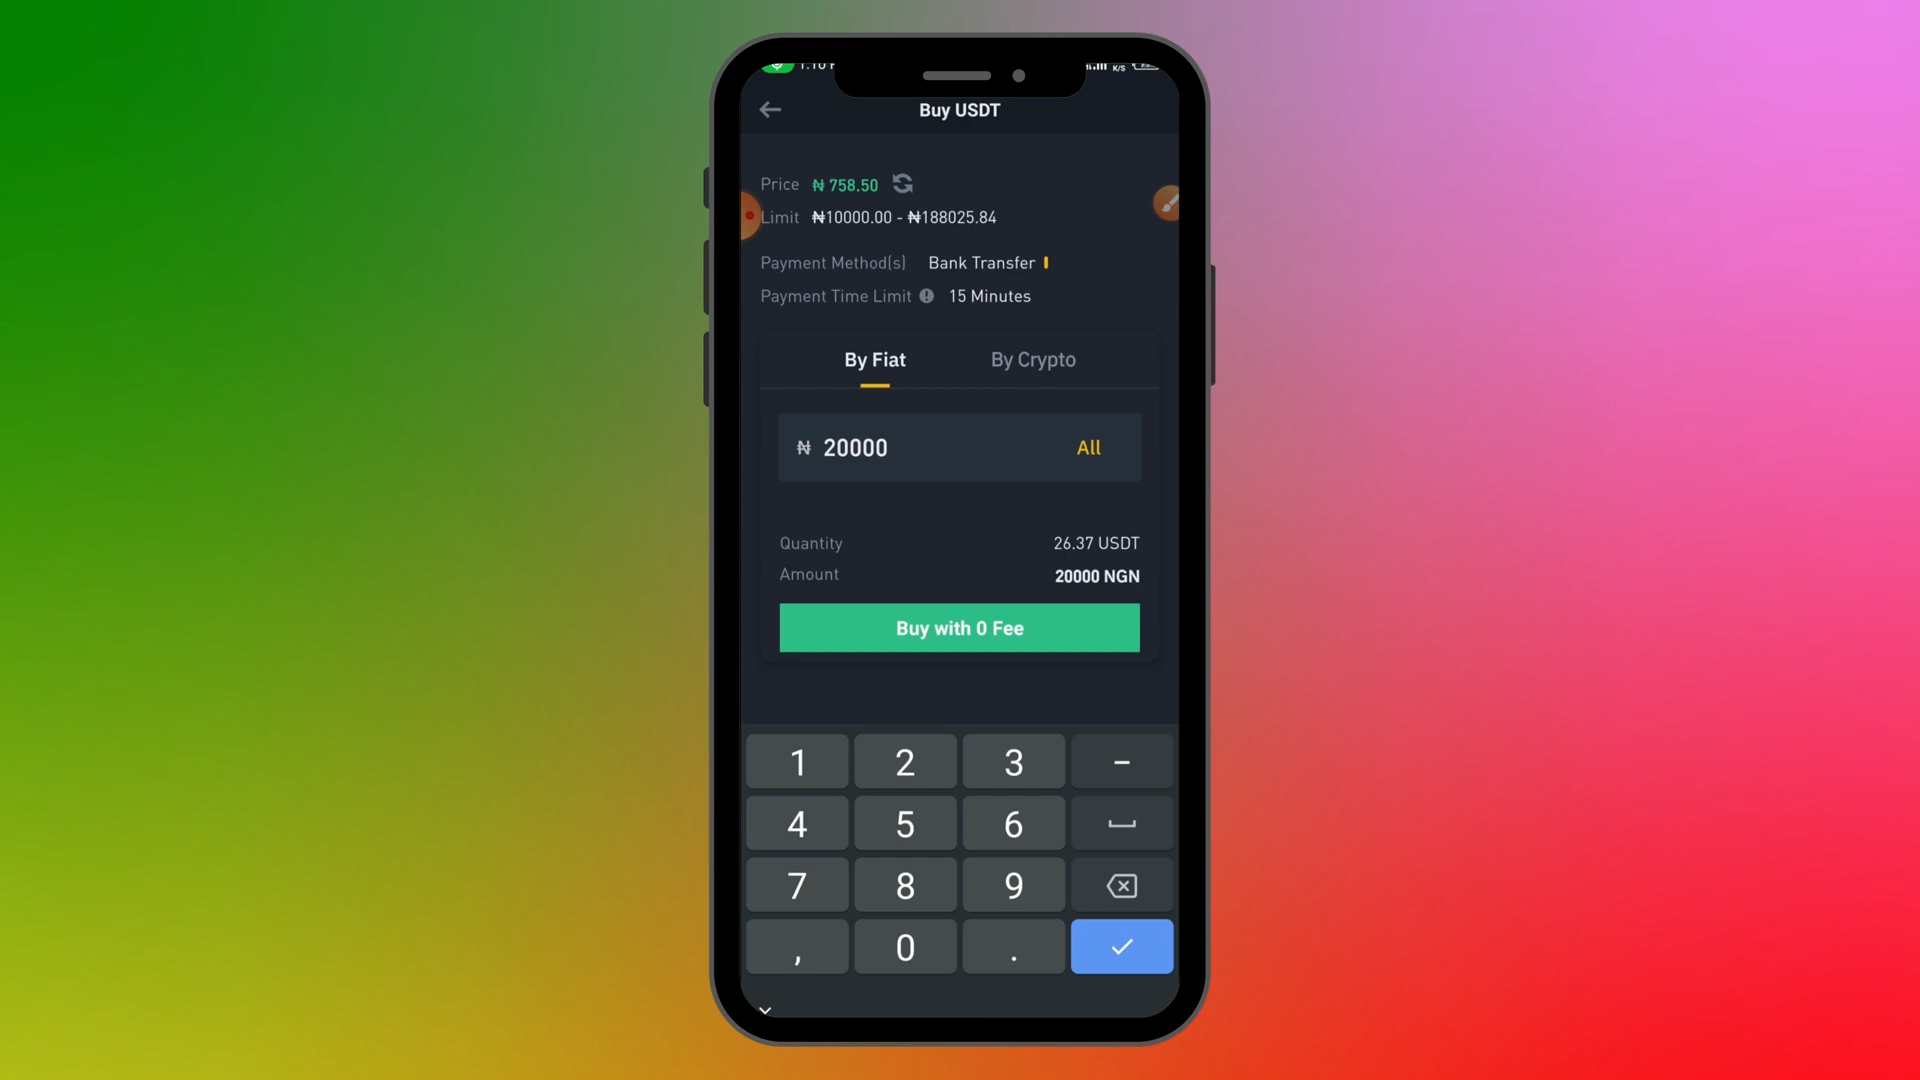 Buy USDT
Price ₦ 758.50
Limit ₦10000.00 - ₦188025.84
Payment Method(s) Bank Transfer
Payment Time Limit 15 Minutes
By Fiat By Crypto
₦ 20000 All
Quantity 26.37 USDT
Amount 20000 NGN
Buy with 0 Fee
1 2 3 -
4 5 6
7 8 9
, 0 .